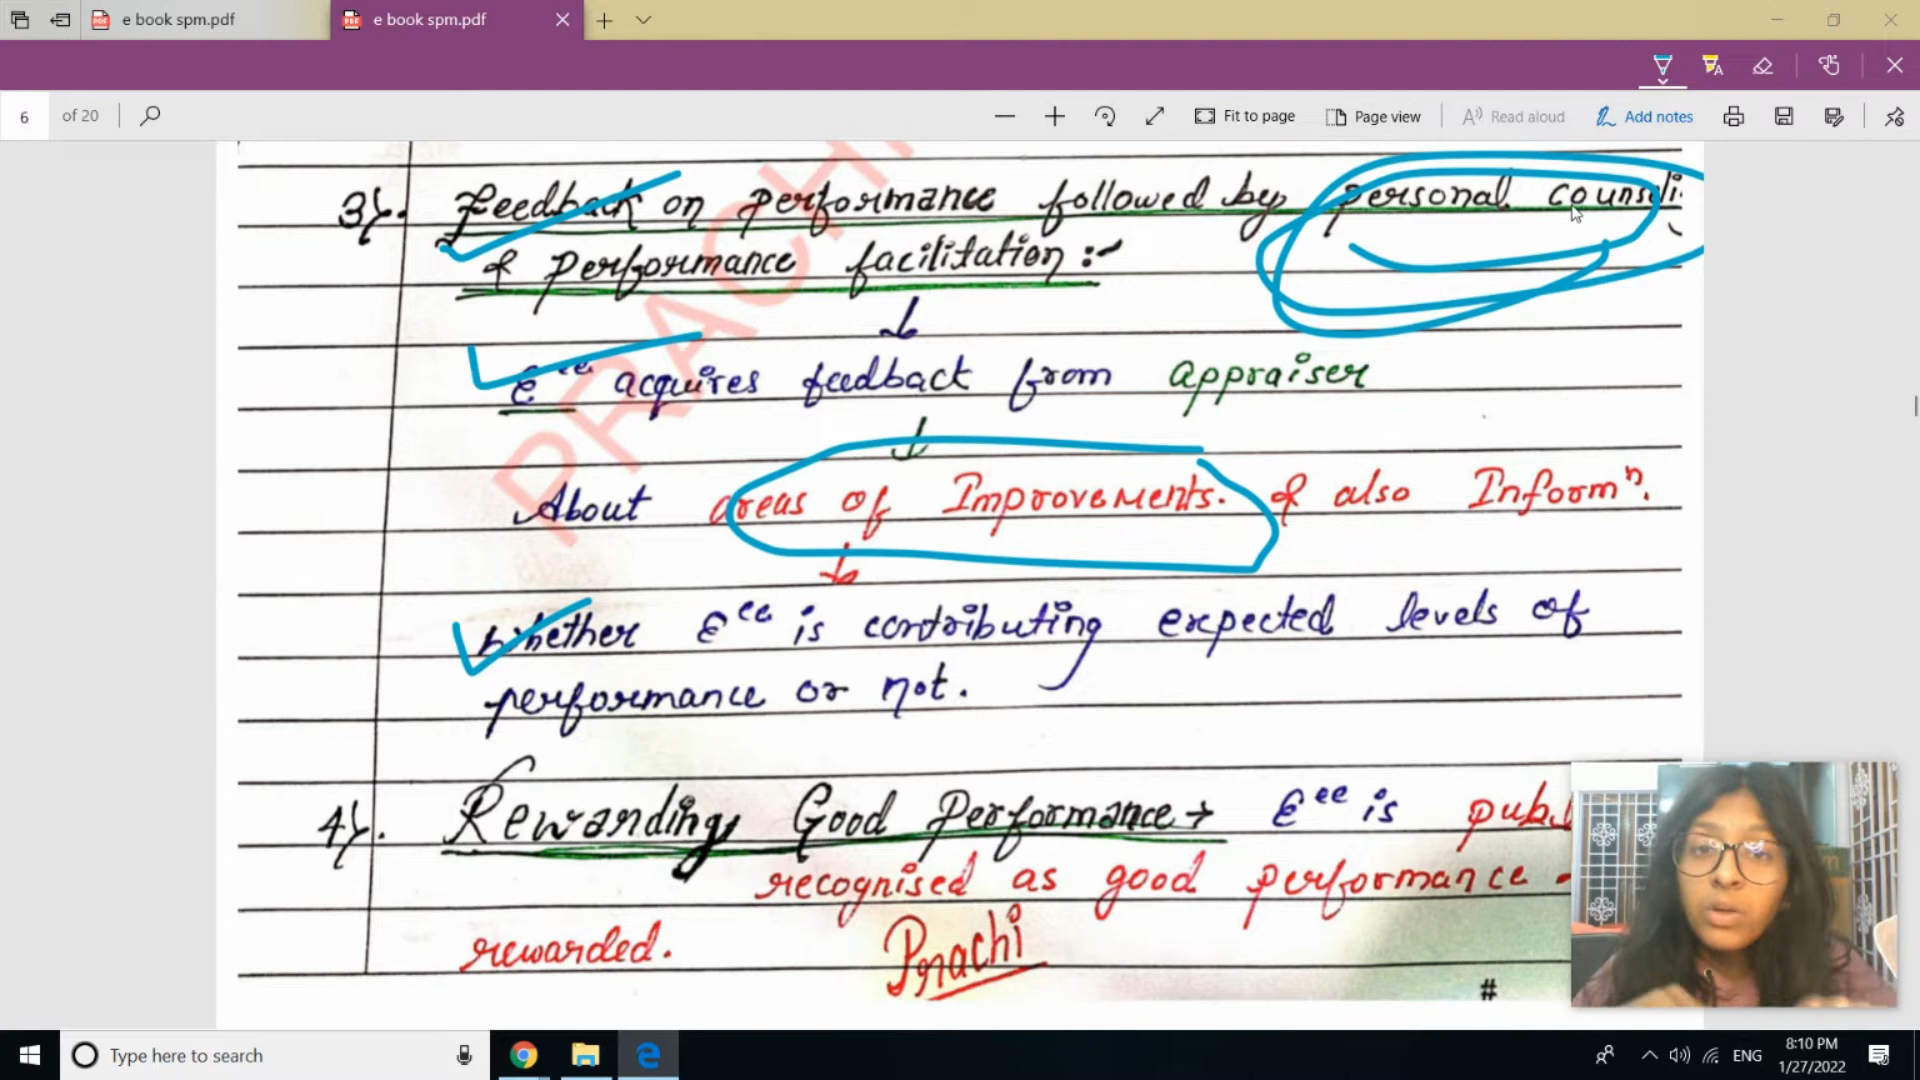 e book spm.pdf
e book spm.pdf
6 of 20
Fit to page
Page view
Read aloud
Add notes
PRACHI
3}. Feedback on performance followed by personal counseli
& performance facilitation :-
Eee acquires feedback from appraiser
About areas of Improvements. & also Informn.
whether Eee is contributing expected levels of
performance or not.
4}. Rewarding Good Performance → Eee is
recognised as good performance -
rewarded. Prachi
#
Type here to search
ENG
8:10 PM
1/27/2022